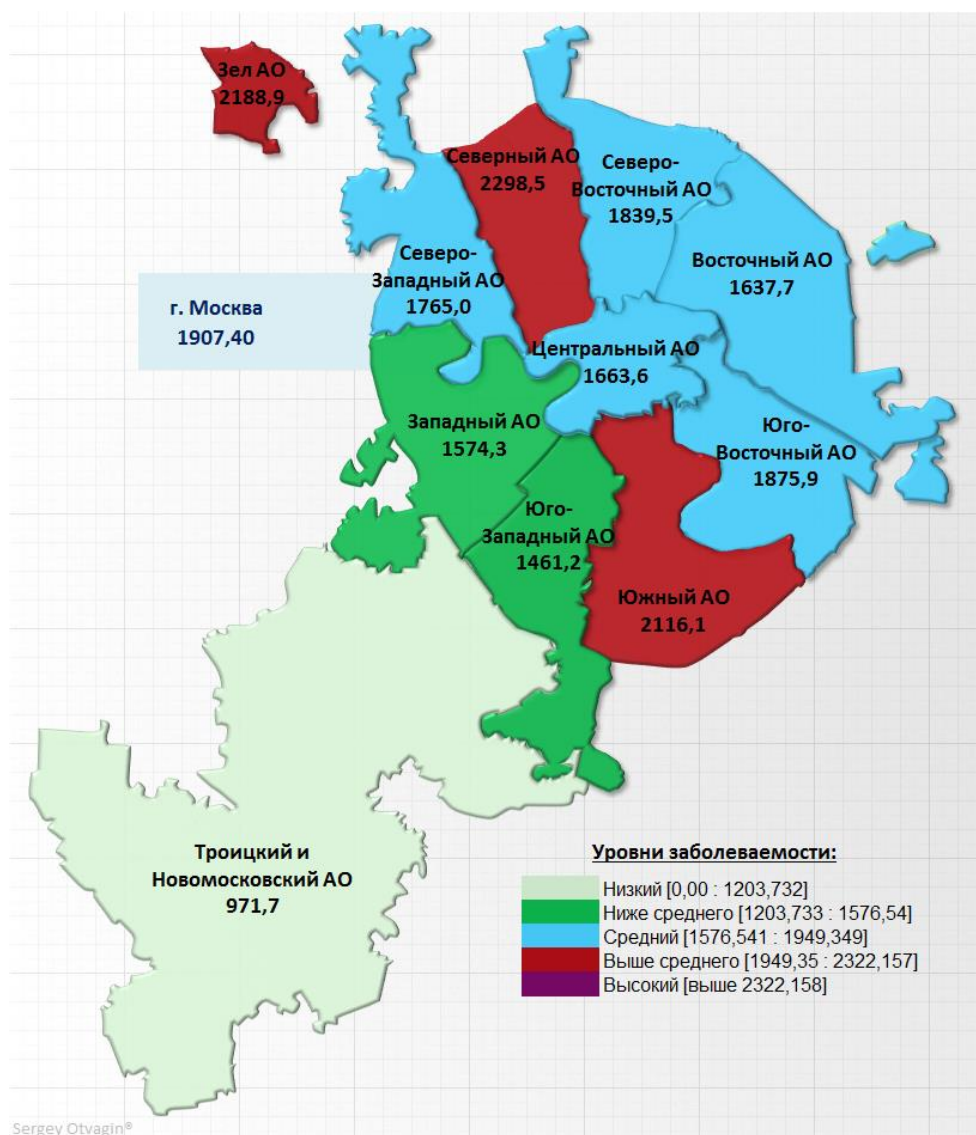 Зел АО
2188,9
Северный АО
2298,5
Северо-
Восточный АО
1839,5
Восточный АО
1637,7
Северо-
Западный АО
1765,0
г. Москва
1907,40
Центральный АО
1663,6
Западный АО
1574,3
Юго-
Восточный АО
1875,9
Юго-
Западный АО
1461,2
Южный АО
2116,1
Троицкий и
Новомосковский АО
971,7
Уровни заболеваемости:
Низкий [0,00 : 1203,732]
Ниже среднего [1203,733 : 1576,54]
Средний [1576,541 : 1949,349]
Выше среднего [1949,35 : 2322,157]
Высокий [выше 2322,158]
Sergey Otvagin®